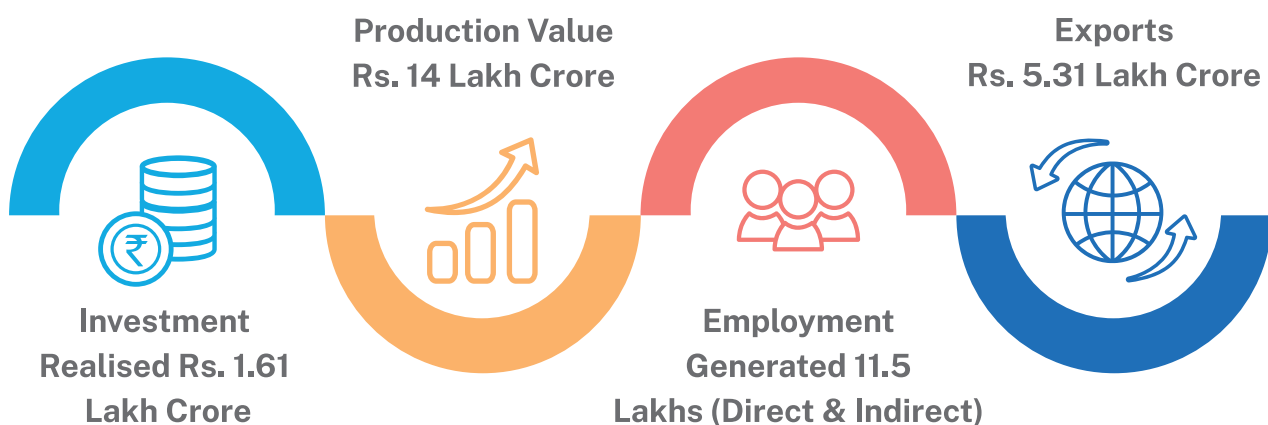 Production Value
Rs. 14 Lakh Crore
Exports
Rs. 5.31 Lakh Crore
₹
Investment
Realised Rs. 1.61
Lakh Crore
Employment
Generated 11.5
Lakhs (Direct & Indirect)